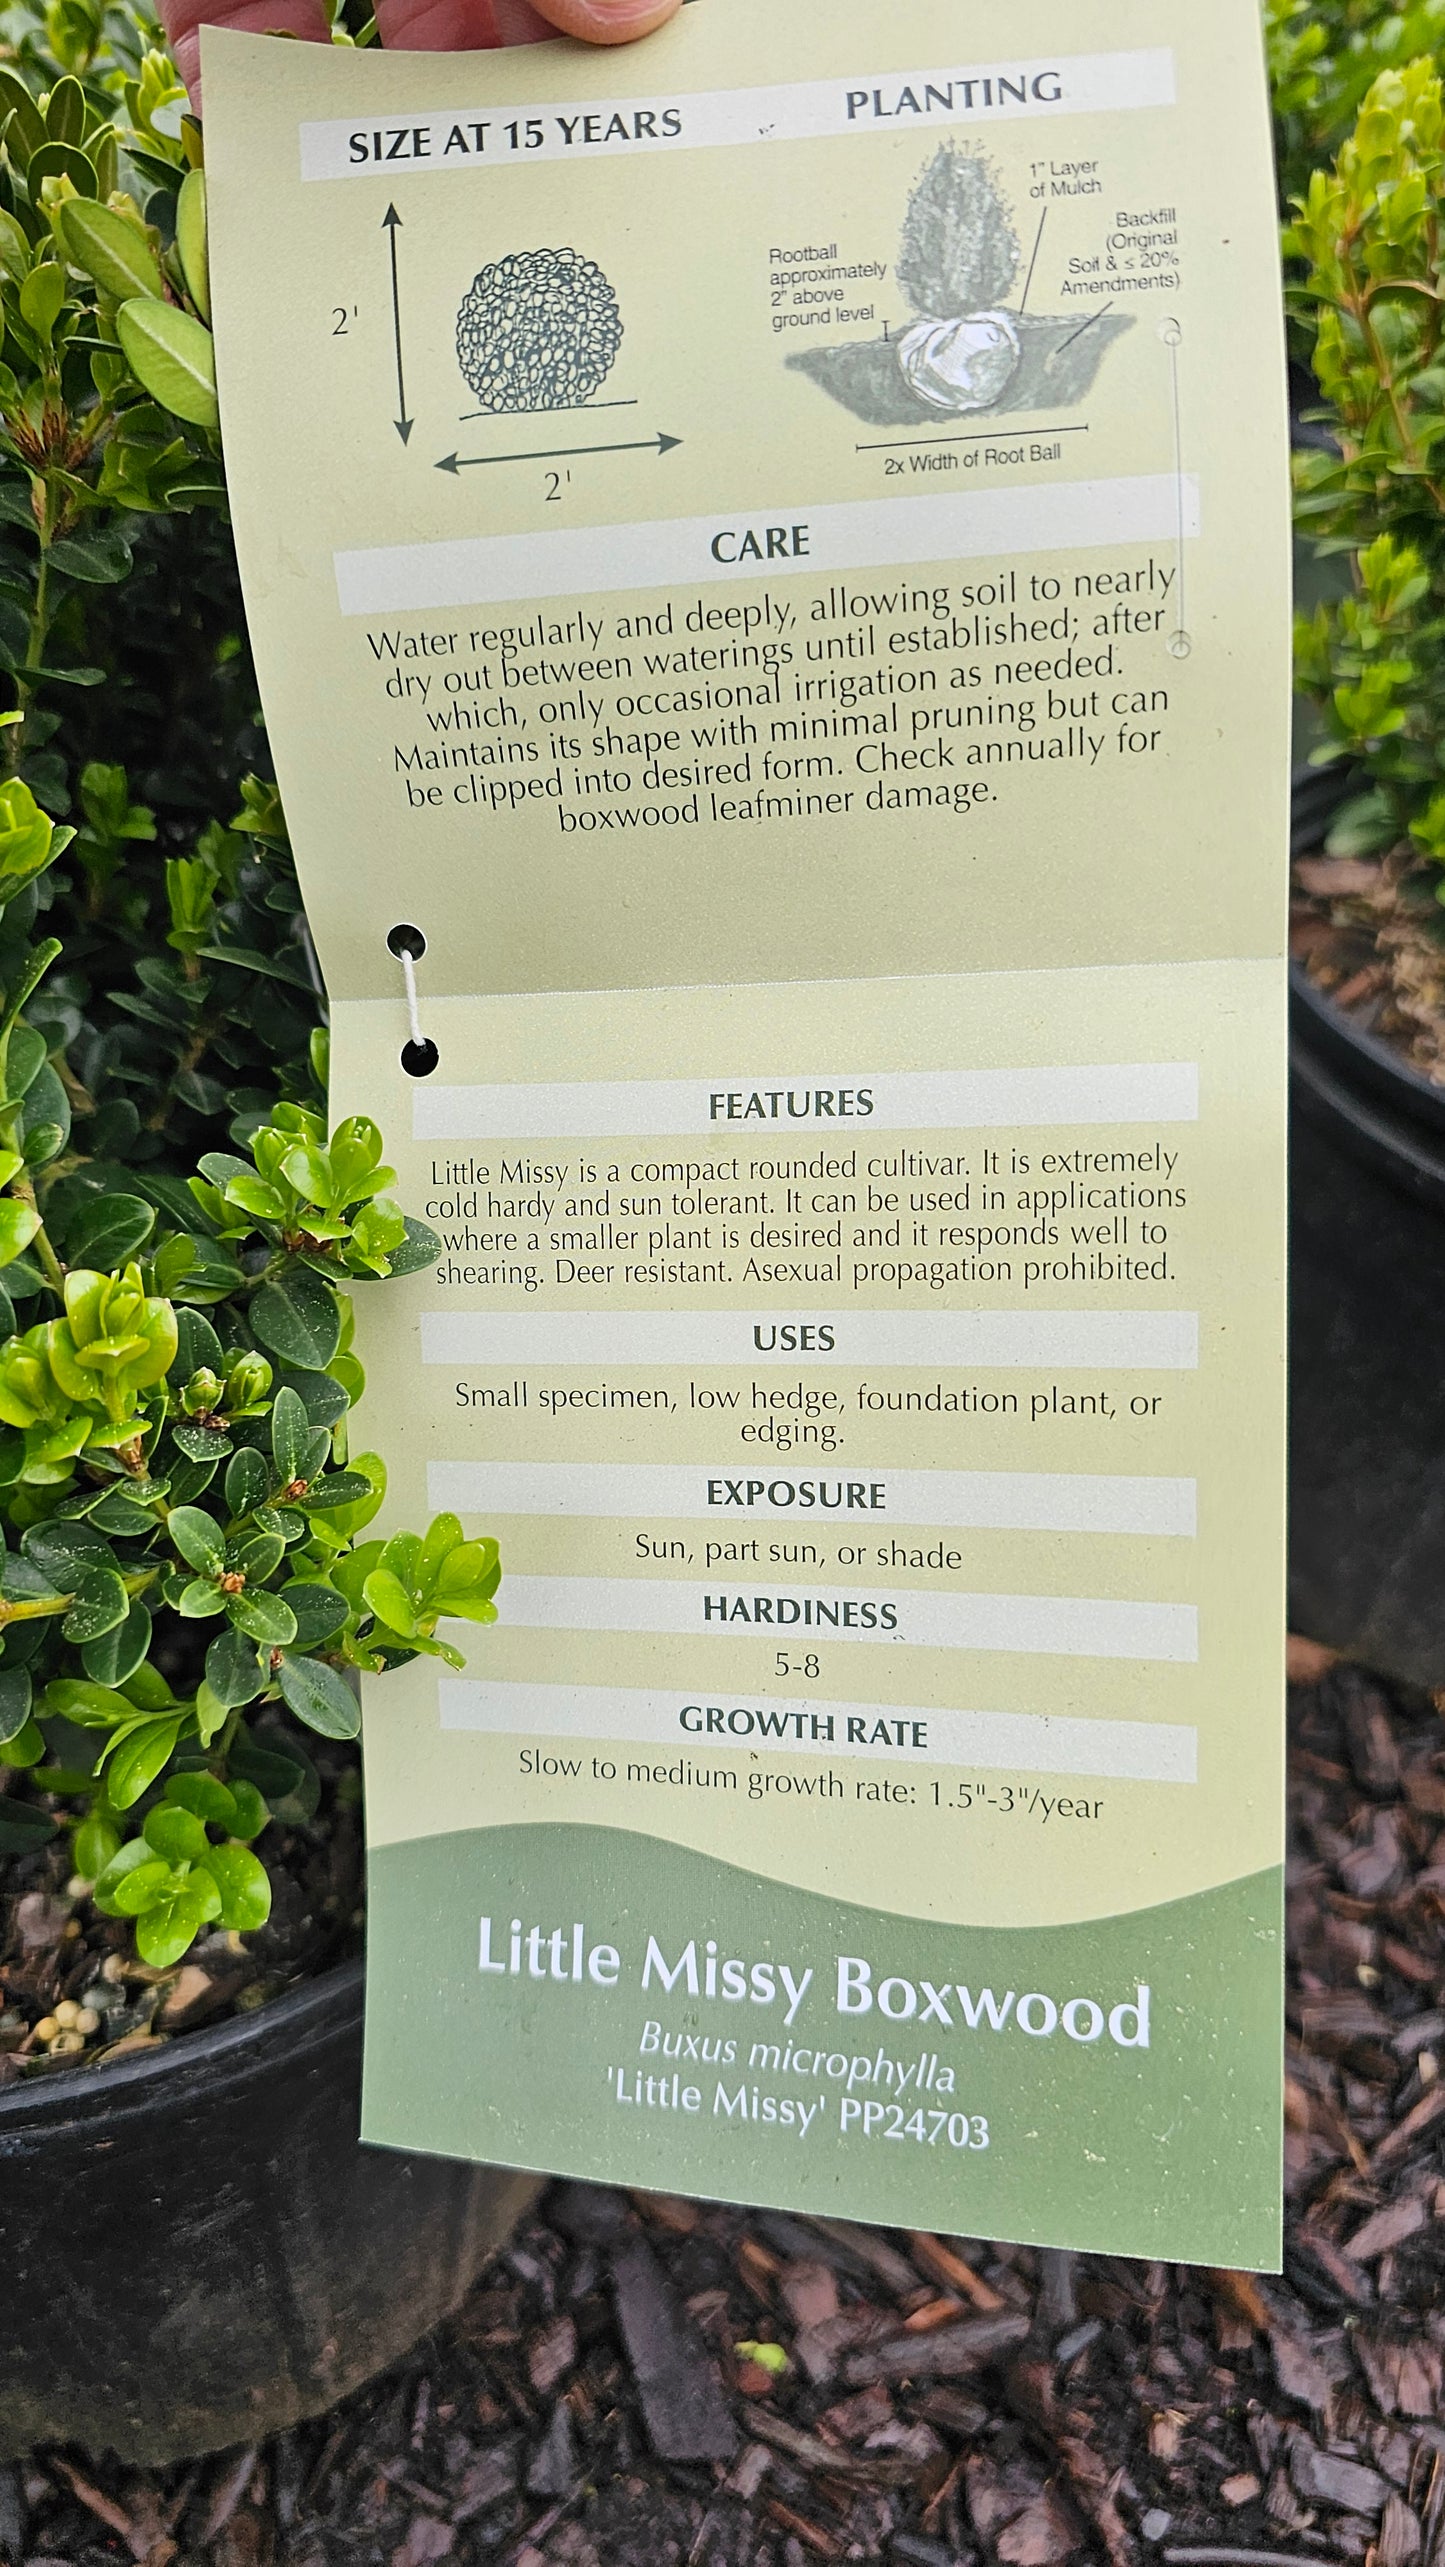 SIZE AT 15 YEARS
PLANTING
2'
2'
1" Layer
of Mulch
Backfill
(Original
Soil & ≤ 20%
Amendments)
Rootball
approximately
2" above
ground level
2x Width of Root Ball
CARE
Water regularly and deeply, allowing soil to nearly
dry out between waterings until established; after
which, only occasional irrigation as needed.
Maintains its shape with minimal pruning but can
be clipped into desired form. Check annually for
boxwood leafminer damage.
FEATURES
Little Missy is a compact rounded cultivar. It is extremely
cold hardy and sun tolerant. It can be used in applications
where a smaller plant is desired and it responds well to
shearing. Deer resistant. Asexual propagation prohibited.
USES
Small specimen, low hedge, foundation plant, or
edging.
EXPOSURE
Sun, part sun, or shade
HARDINESS
5-8
GROWTH RATE
Slow to medium growth rate: 1.5"-3"/year
Little Missy Boxwood
Buxus microphylla
'Little Missy' PP24703